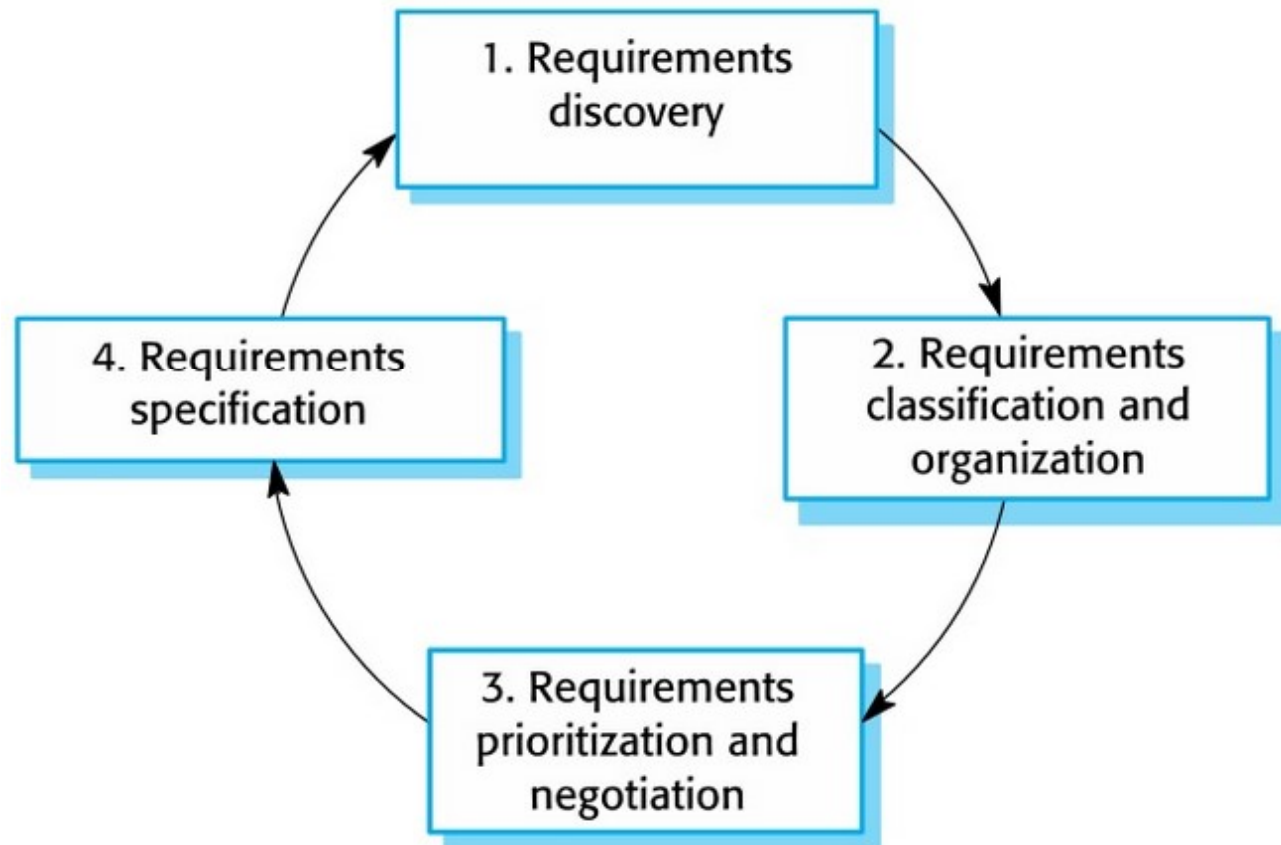 1. Requirements
discovery
2. Requirements
classification and
organization
3. Requirements
prioritization and
negotiation
4. Requirements
specification